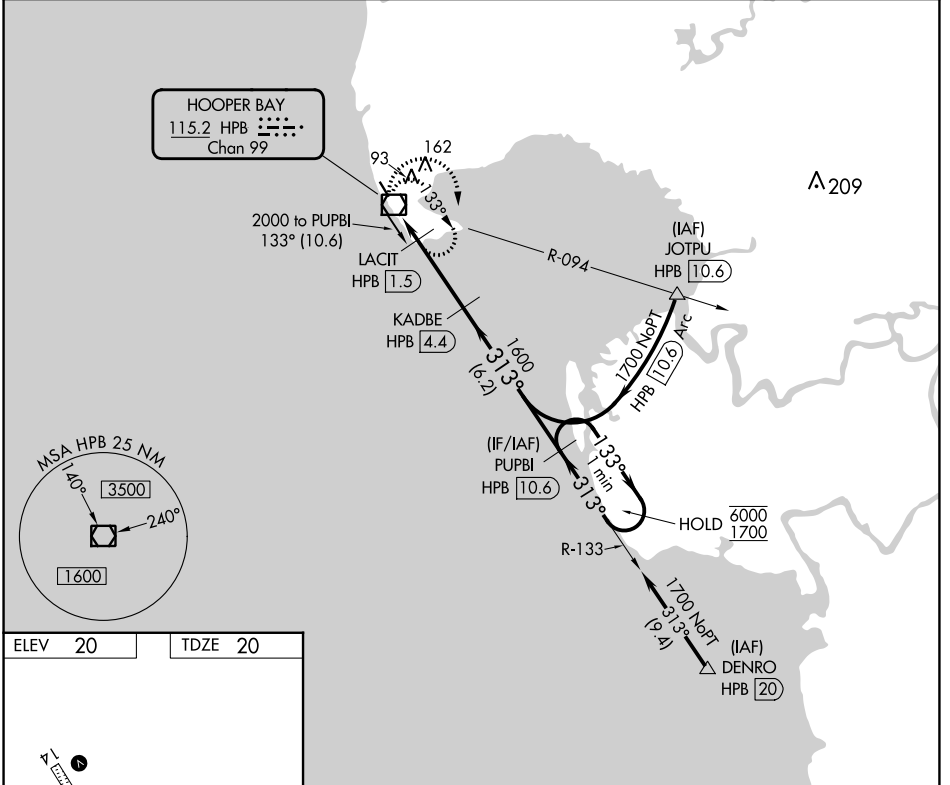 HOOPER BAY
115.2 HPB
Chan 99
93
162
133°
209
2000 to PUPBI
133° (10.6)
LACIT
HPB 1.5
R-094
(IAF)
JOTPU
HPB 10.6
KADBE
HPB 4.4
1600
313°
(6.2)
1700 NoPT
HPB 10.6 Arc
(IF/IAF)
PUPBI
HPB 10.6
133°
1 min
313°
HOLD 6000
1700
R-133
1700 NoPT
313°
(9.4)
(IAF)
DENRO
HPB 20
MSA HPB 25 NM
140°
3500
240°
1600
ELEV 20
TDZE 20
14
V